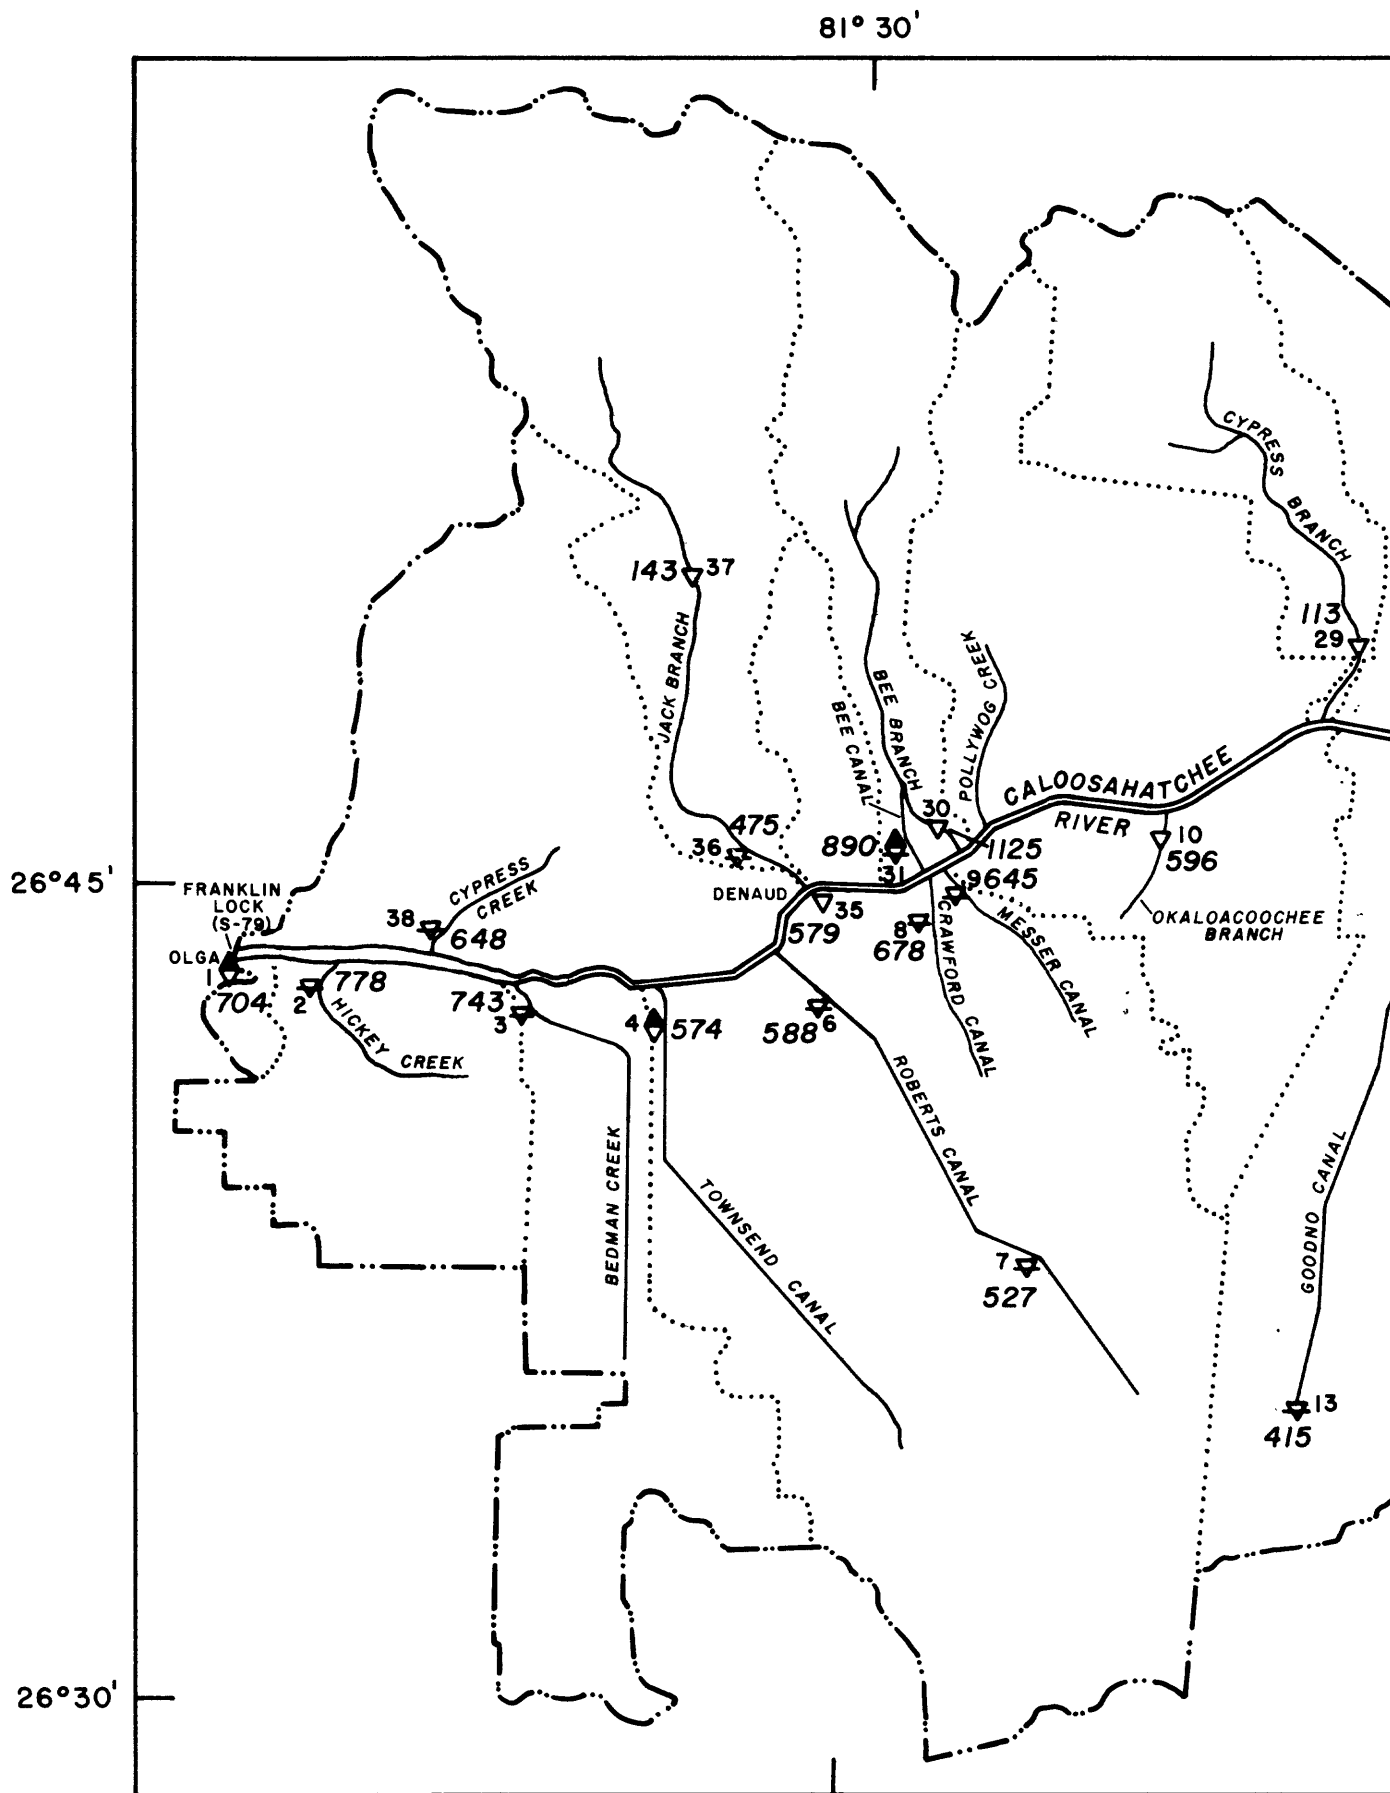 81° 30'
CYPRESS
BRANCH
143
37
113
29
JACK BRANCH
POLLYWOG CREEK
BEE BRANCH
BEE CANAL
CALOOSAHATCHEE
RIVER
475
36
30
890
31
1125
10
596
26° 45'
FRANKLIN
LOCK
(S-79)
CYPRESS
CREEK
DENAUD
35
579
9645
OKALOACOOCHEE
BRANCH
38
648
8
678
CRAWFORD CANAL
MESSER CANAL
OLGA
1
704
2
778
HICKEY
CREEK
743
3
4
574
588
6
ROBERTS CANAL
BEDMAN CREEK
TOWNSEND CANAL
GOODNO CANAL
7
527
13
415
26° 30'